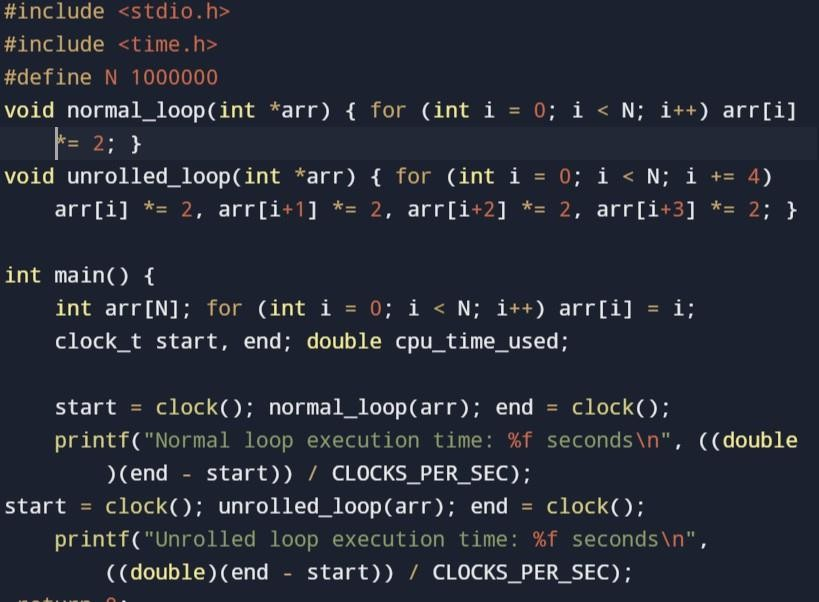 #include <stdio.h>
#include <time.h>
#define N 1000000
void normal_loop(int *arr) { for (int i = 0; i < N; i++) arr[i]
    *= 2; }
void unrolled_loop(int *arr) { for (int i = 0; i < N; i += 4)
    arr[i] *= 2, arr[i+1] *= 2, arr[i+2] *= 2, arr[i+3] *= 2; }

int main() {
    int arr[N]; for (int i = 0; i < N; i++) arr[i] = i;
    clock_t start, end; double cpu_time_used;

    start = clock(); normal_loop(arr); end = clock();
    printf("Normal loop execution time: %f seconds\n", ((double
        )(end - start)) / CLOCKS_PER_SEC);
start = clock(); unrolled_loop(arr); end = clock();
    printf("Unrolled loop execution time: %f seconds\n",
        ((double)(end - start)) / CLOCKS_PER_SEC);
 return 0;